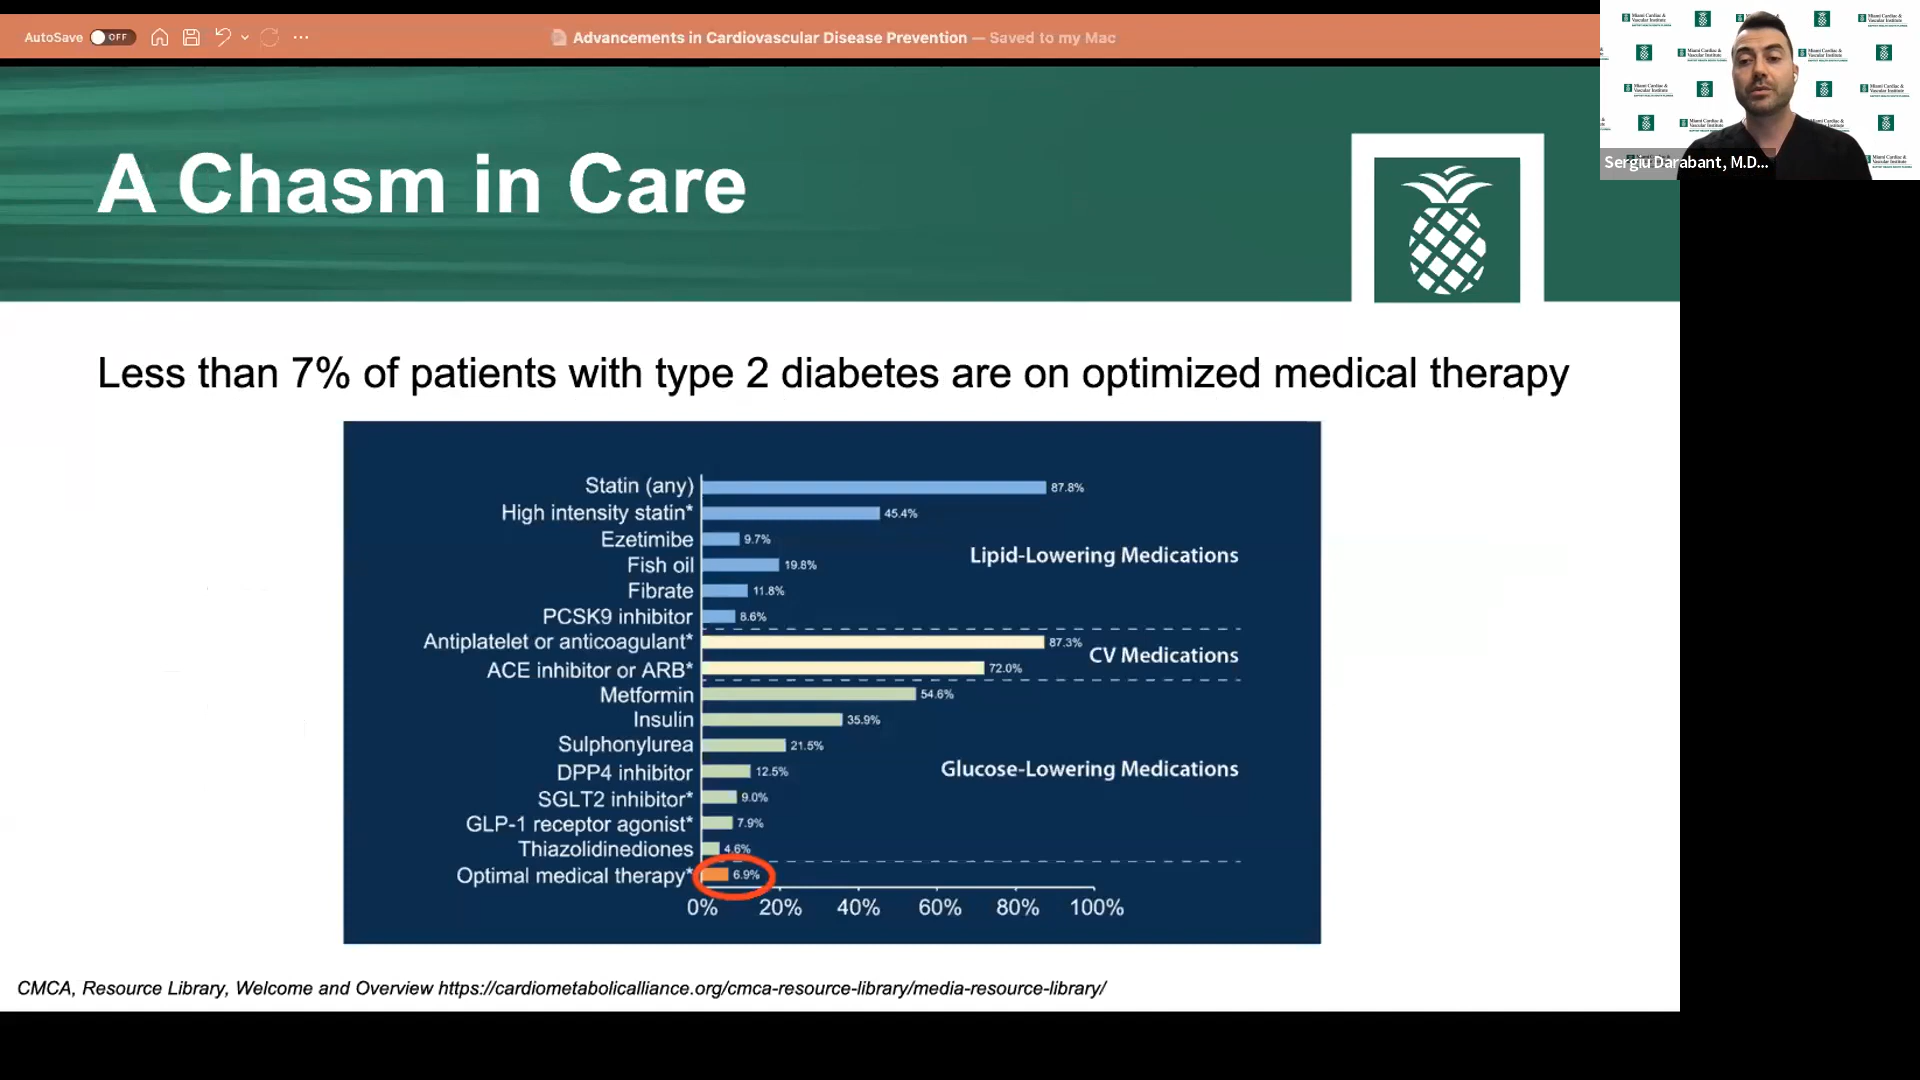 AutoSave OFF
Advancements in Cardiovascular Disease Prevention — Saved to my Mac
Miami Cardiac & Vascular Institute
Sergiu Darabant, M.D...
A Chasm in Care
Less than 7% of patients with type 2 diabetes are on optimized medical therapy
Statin (any) 87.8%
High intensity statin* 45.4%
Ezetimibe 9.7%
Lipid-Lowering Medications
Fish oil 19.8%
Fibrate 11.8%
PCSK9 inhibitor 8.6%
Antiplatelet or anticoagulant* 87.3%
CV Medications
ACE inhibitor or ARB* 72.0%
Metformin 54.6%
Insulin 35.9%
Sulphonylurea 21.5%
Glucose-Lowering Medications
DPP4 inhibitor 12.5%
SGLT2 inhibitor* 9.0%
GLP-1 receptor agonist* 7.9%
Thiazolidinediones 4.6%
Optimal medical therapy* 6.9%
0% 20% 40% 60% 80% 100%
CMCA, Resource Library, Welcome and Overview https://cardiometabolicalliance.org/cmca-resource-library/media-resource-library/